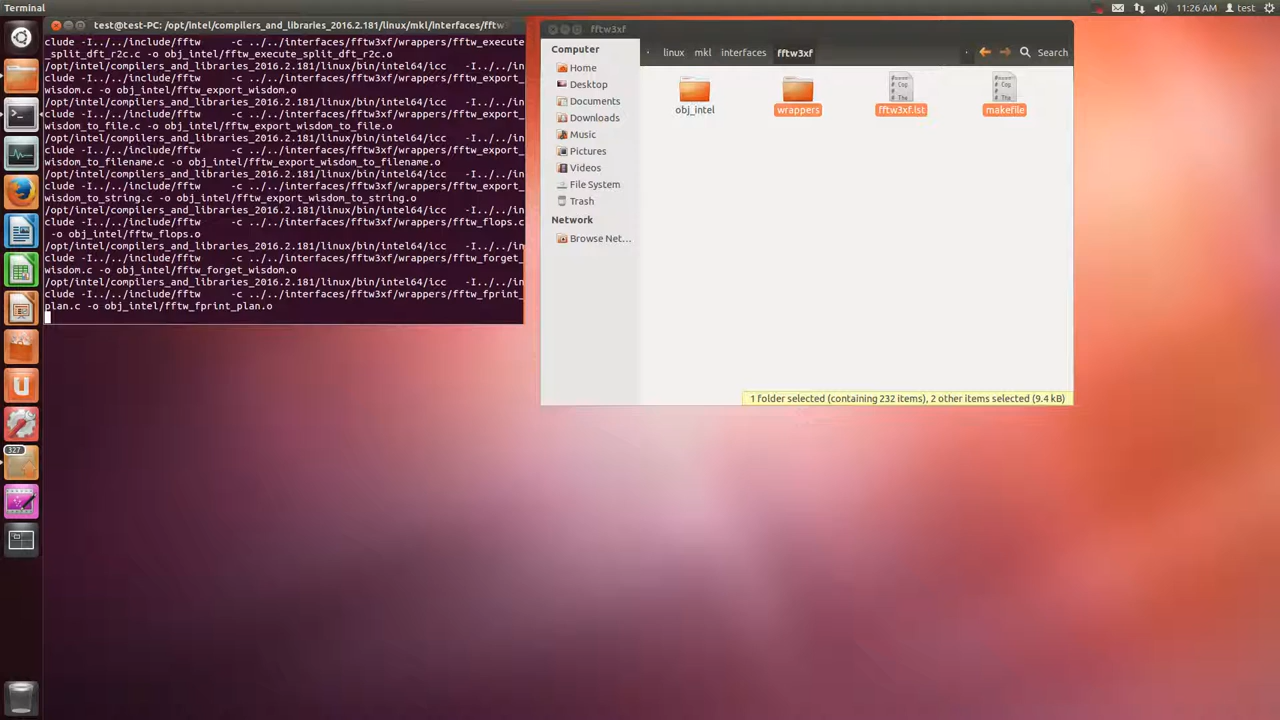 Terminal
11:26 AM
test
test@test-PC: /opt/intel/compilers_and_libraries_2016.2.181/linux/mkl/interfaces/fftw
clude -I../../include/fftw     -c ../../interfaces/fftw3xf/wrappers/fftw_execute
_split_dft_r2c.c -o obj_intel/fftw_execute_split_dft_r2c.o
/opt/intel/compilers_and_libraries_2016.2.181/linux/bin/intel64/icc   -I../../in
clude -I../../include/fftw     -c ../../interfaces/fftw3xf/wrappers/fftw_export_
wisdom.c -o obj_intel/fftw_export_wisdom.o
/opt/intel/compilers_and_libraries_2016.2.181/linux/bin/intel64/icc   -I../../in
clude -I../../include/fftw     -c ../../interfaces/fftw3xf/wrappers/fftw_export_
wisdom_to_file.c -o obj_intel/fftw_export_wisdom_to_file.o
/opt/intel/compilers_and_libraries_2016.2.181/linux/bin/intel64/icc   -I../../in
clude -I../../include/fftw     -c ../../interfaces/fftw3xf/wrappers/fftw_export_
wisdom_to_filename.c -o obj_intel/fftw_export_wisdom_to_filename.o
/opt/intel/compilers_and_libraries_2016.2.181/linux/bin/intel64/icc   -I../../in
clude -I../../include/fftw     -c ../../interfaces/fftw3xf/wrappers/fftw_export_
wisdom_to_string.c -o obj_intel/fftw_export_wisdom_to_string.o
/opt/intel/compilers_and_libraries_2016.2.181/linux/bin/intel64/icc   -I../../in
clude -I../../include/fftw     -c ../../interfaces/fftw3xf/wrappers/fftw_flops.c
 -o obj_intel/fftw_flops.o
/opt/intel/compilers_and_libraries_2016.2.181/linux/bin/intel64/icc   -I../../in
clude -I../../include/fftw     -c ../../interfaces/fftw3xf/wrappers/fftw_forget_
wisdom.c -o obj_intel/fftw_forget_wisdom.o
/opt/intel/compilers_and_libraries_2016.2.181/linux/bin/intel64/icc   -I../../in
clude -I../../include/fftw     -c ../../interfaces/fftw3xf/wrappers/fftw_fprint_
plan.c -o obj_intel/fftw_fprint_plan.o
fftw3xf
linux mkl interfaces fftw3xf
Search
Computer
Home
Desktop
Documents
Downloads
Music
Pictures
Videos
File System
Trash
Network
Browse Net...
obj_intel
wrappers
fftw3xf.lst
makefile
1 folder selected (containing 232 items), 2 other items selected (9.4 kB)
327